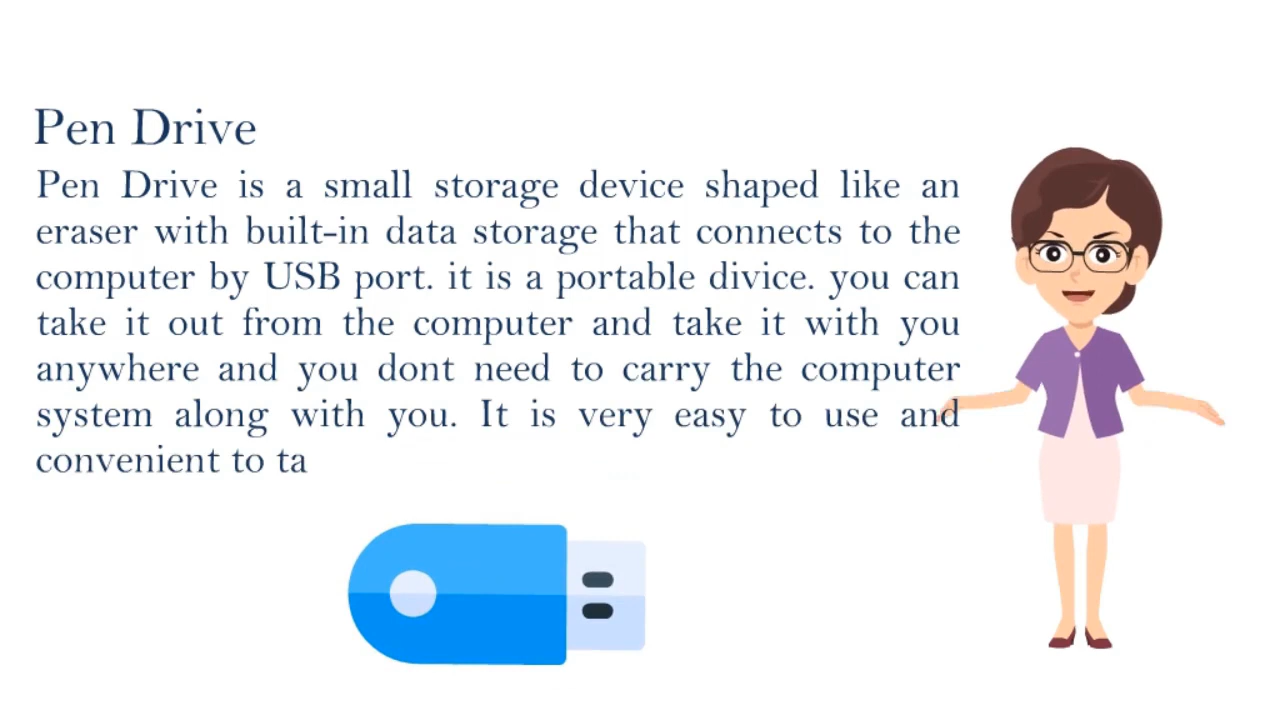 Pen Drive
Pen Drive is a small storage device shaped like an
eraser with built-in data storage that connects to the
computer by USB port. it is a portable divice. you can
take it out from the computer and take it with you
anywhere and you dont need to carry the computer
system along with you. It is very easy to use and
convenient to ta